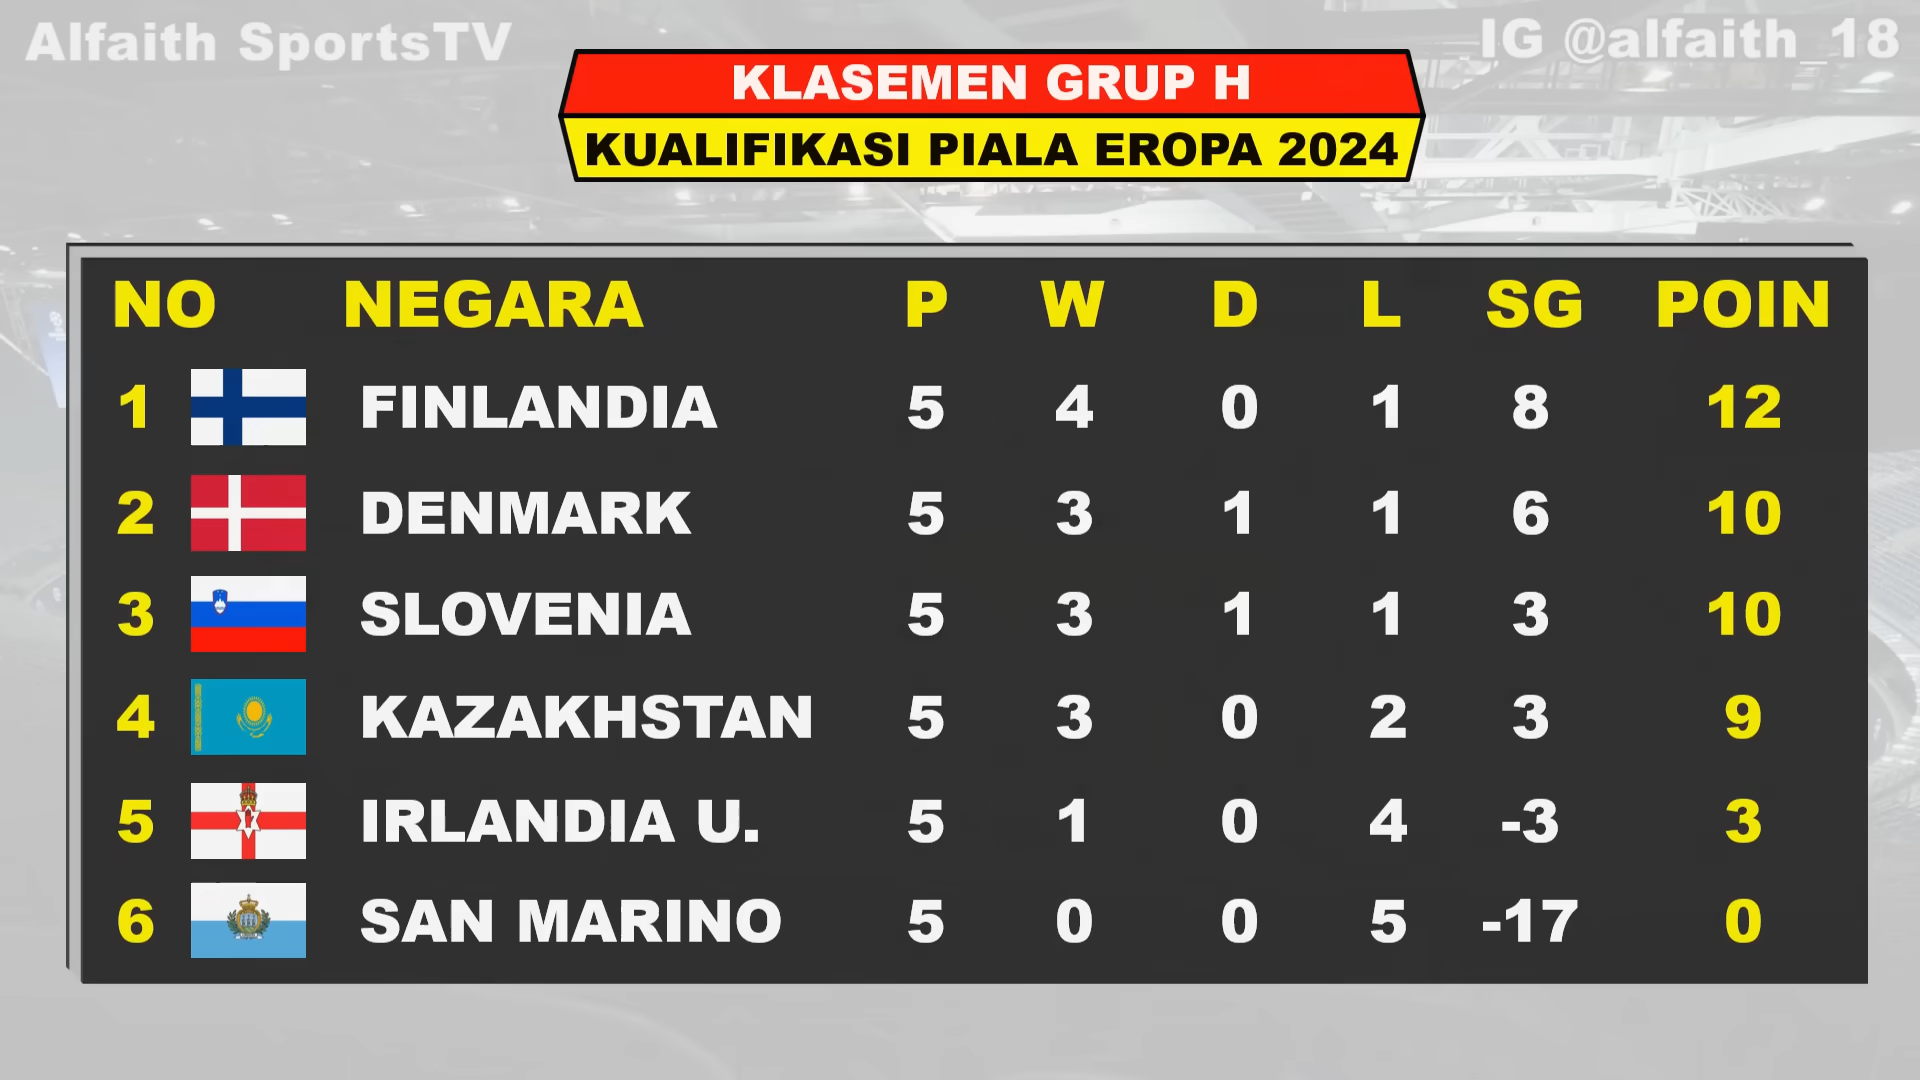 Alfaith SportsTV
IG @alfaith_18
KLASEMEN GRUP H
KUALIFIKASI PIALA EROPA 2024
NO NEGARA P W D L SG POIN
1 FINLANDIA 5 4 0 1 8 12
2 DENMARK 5 3 1 1 6 10
3 SLOVENIA 5 3 1 1 3 10
4 KAZAKHSTAN 5 3 0 2 3 9
5 IRLANDIA U. 5 1 0 4 -3 3
6 SAN MARINO 5 0 0 5 -17 0